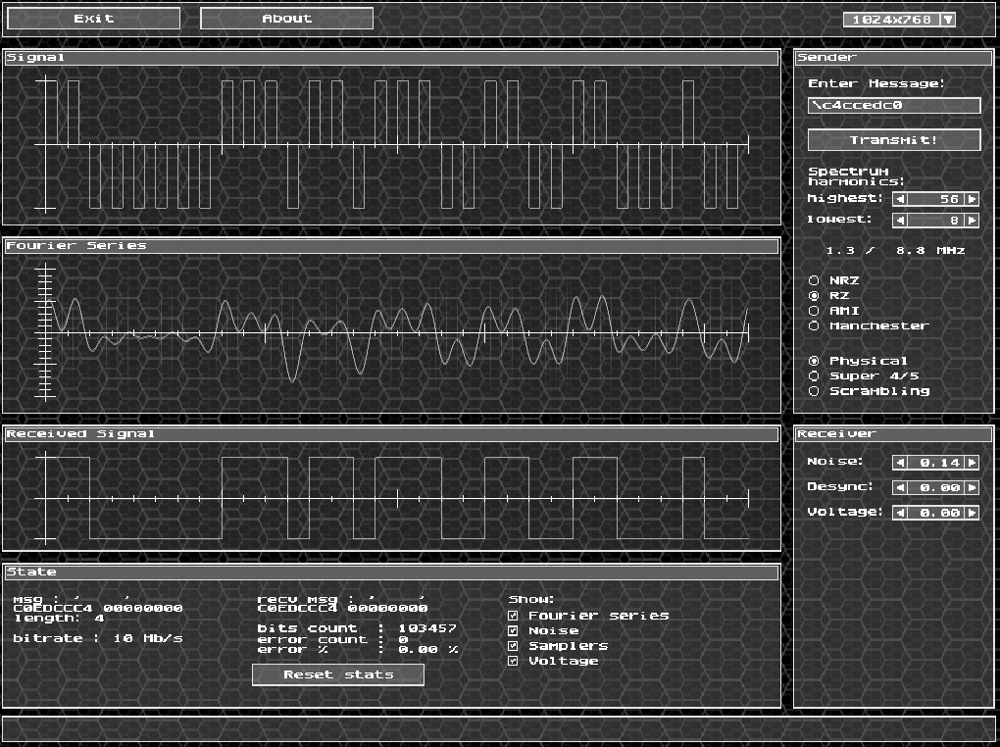 Exit About 1024x768
Signal
Sender
Enter Message:
\c4ccedc0
Transmit!
Spectrum
harmonics:
highest: 56
lowest: 8
1.3 / 8.8 MHz
NRZ
RZ
AMI
Manchester
Physical
Super 4/5
Scrambling
Fourier Series
Received Signal
Receiver
Noise: 0.14
Desync: 0.00
Voltage: 0.00
State
msg : ' '
C0EDCCC4 00000000
length: 4
bitrate : 10 Mb/s
recv msg : ' '
C0EDCCC4 00000000
bits count : 103457
error count : 0
error % : 0.00 %
Reset stats
Show:
Fourier series
Noise
Samplers
Voltage